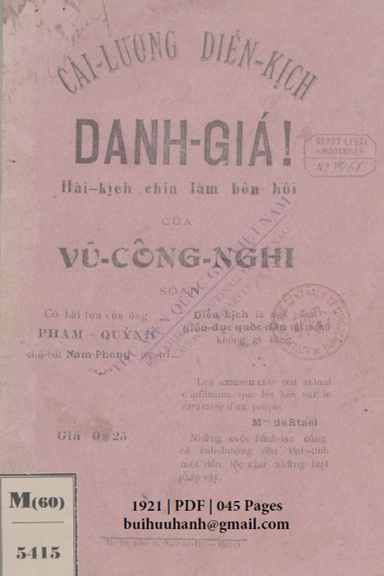 CẢI-LƯƠNG DIỄN-KỊCH
DANH-GIÁ!
DEPOT LEGAL
INDOCHINE
Nº
Hài-kịch chia làm bốn hồi
CỦA
VŨ-CÔNG-NGHI
SOẠN
Có bài tựa của ông
PHẠM QUỲNH
chủ-bút Nam-Phong tạp-chí
Diễn-kịch là một
giáo-dục quốc-dân
không gì bằng.
Les amusements ont autant
d'influence que les lois sur le
caractère d'un peuple.
Mme de Staël
Những cuộc hành-lạc cũng
có ảnh-hưởng đến tính-tình
một dân tộc như những luật
pháp vậy.
Giá: 0$25
M(60)
5415
1921 | PDF | 045 Pages
buihuuhanh@gmail.com